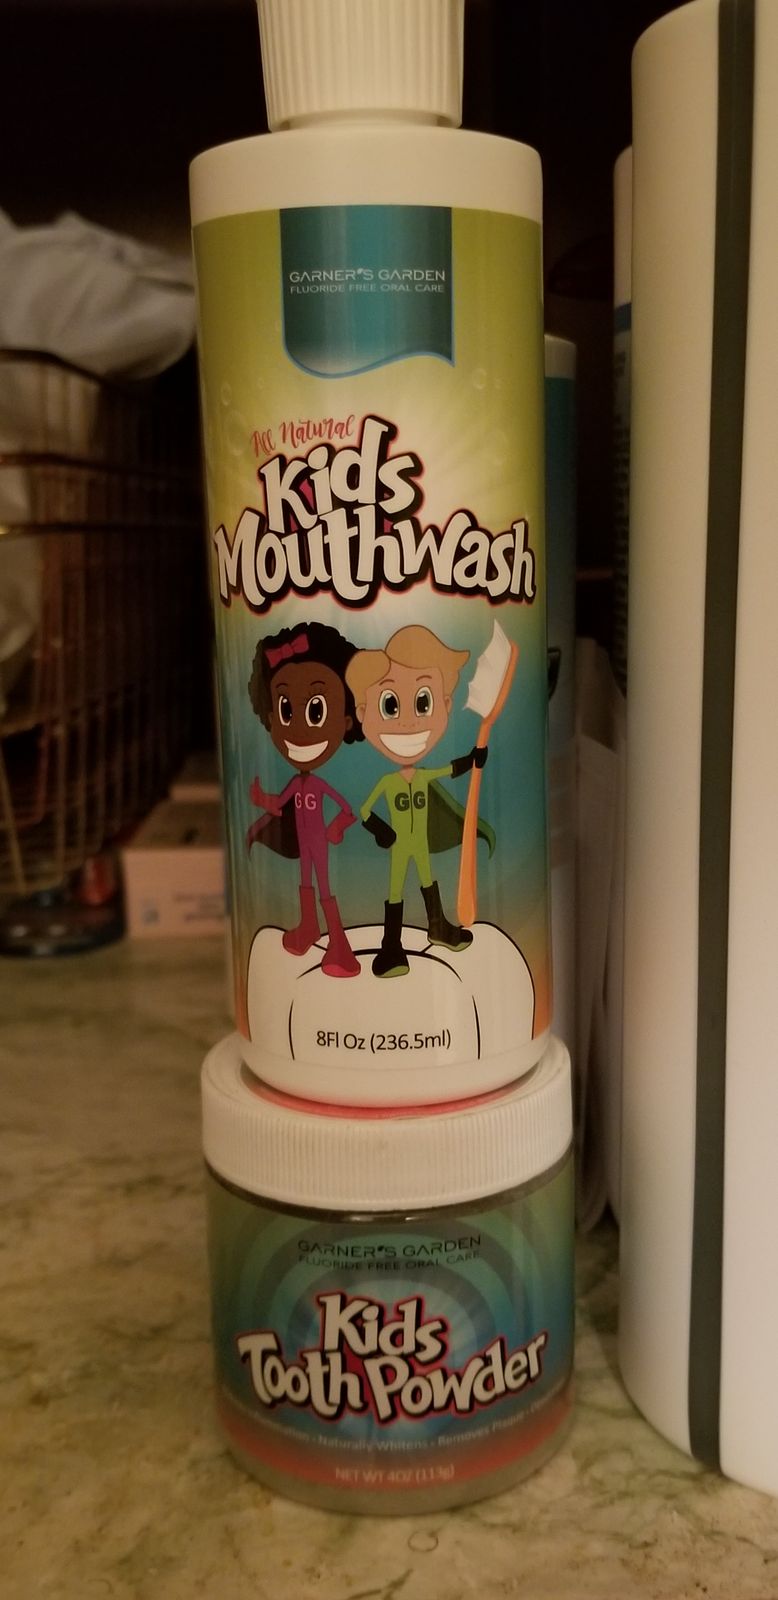 GARNER'S GARDEN
FLUORIDE FREE ORAL CARE
All Natural
Kids
Mouthwash
GG
GG
8Fl Oz (236.5ml)
GARNER'S GARDEN
FLUORIDE FREE ORAL CARE
Kids
Tooth Powder
- Naturally Whitens - Removes Plaque -
NET WT 4OZ (113g)